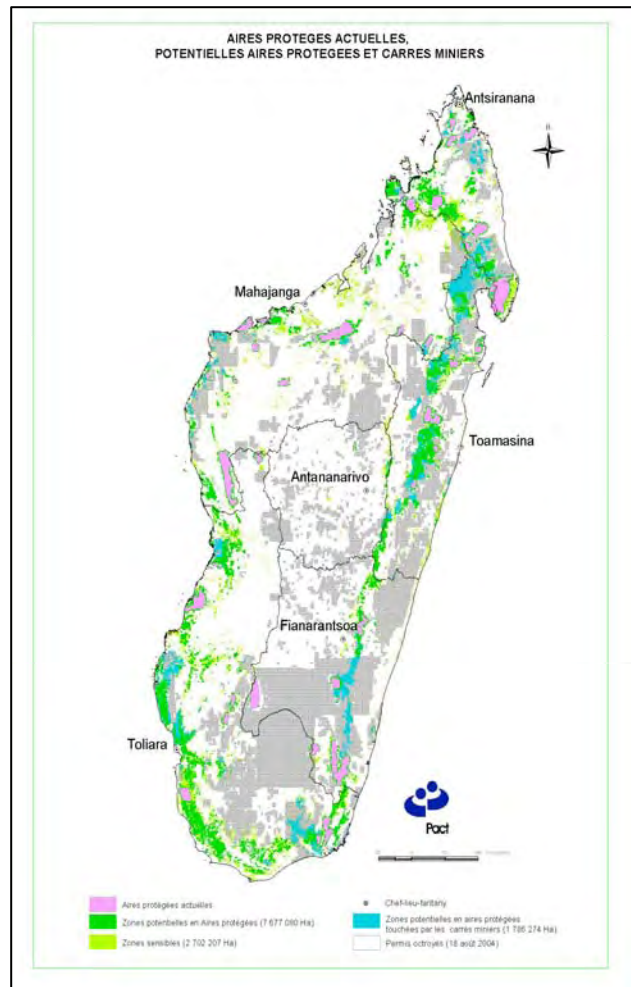 AIRES PROTEGES ACTUELLES,
POTENTIELLES AIRES PROTEGEES ET CARRES MINIERS
Antsiranana
Mahajanga
Toamasina
Antananarivo
Fianarantsoa
Toliara
Pact
Aires protégées actuelles
Zones potentielles en Aires protégées (7 677 080 Ha)
Zones sensibles (2 702 207 Ha)
Chef-lieu-faritany
Zones potentielles en aires protégées
touchées par les carrés miniers (1 786 274 Ha)
Permis octroyés (18 août 2004)